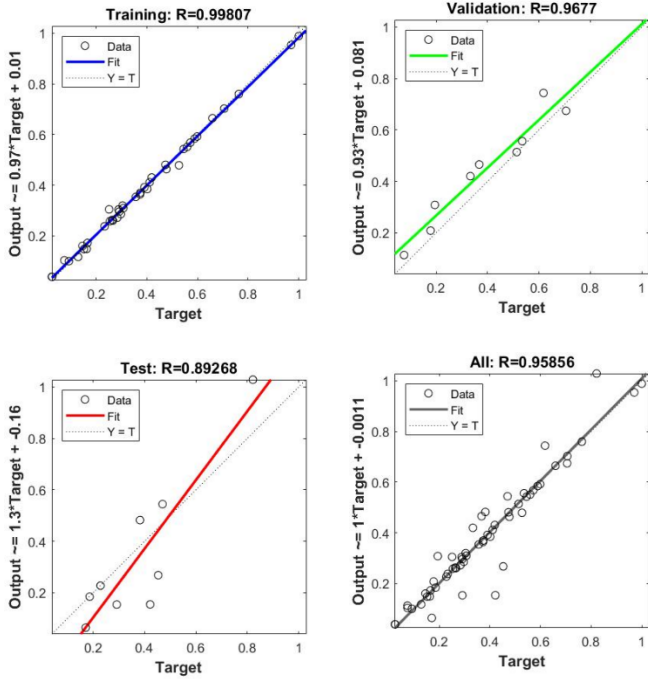 Training: R=0.99807
Output ~= 0.97*Target + 0.01
Data
Fit
Y = T
1
0.8
0.6
0.4
0.2
0.2 0.4 0.6 0.8 1
Target
Validation: R=0.9677
Output ~= 0.93*Target + 0.081
Data
Fit
Y = T
1
0.8
0.6
0.4
0.2
0.2 0.4 0.6 0.8 1
Target
Test: R=0.89268
Output ~= 1.3*Target + -0.16
Data
Fit
Y = T
1
0.8
0.6
0.4
0.2
0.2 0.4 0.6 0.8 1
Target
All: R=0.95856
Output ~= 1*Target + -0.0011
Data
Fit
Y = T
1
0.8
0.6
0.4
0.2
0.2 0.4 0.6 0.8 1
Target